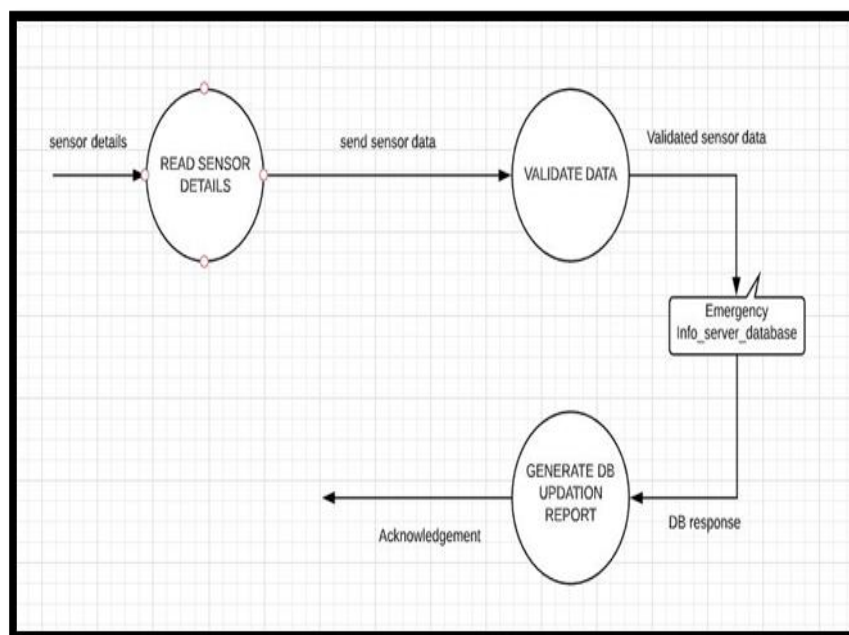 sensor details
READ SENSOR
DETAILS
send sensor data
VALIDATE DATA
Validated sensor data
Emergency
Info_server_database
GENERATE DB
UPDATION
REPORT
DB response
Acknowledgement